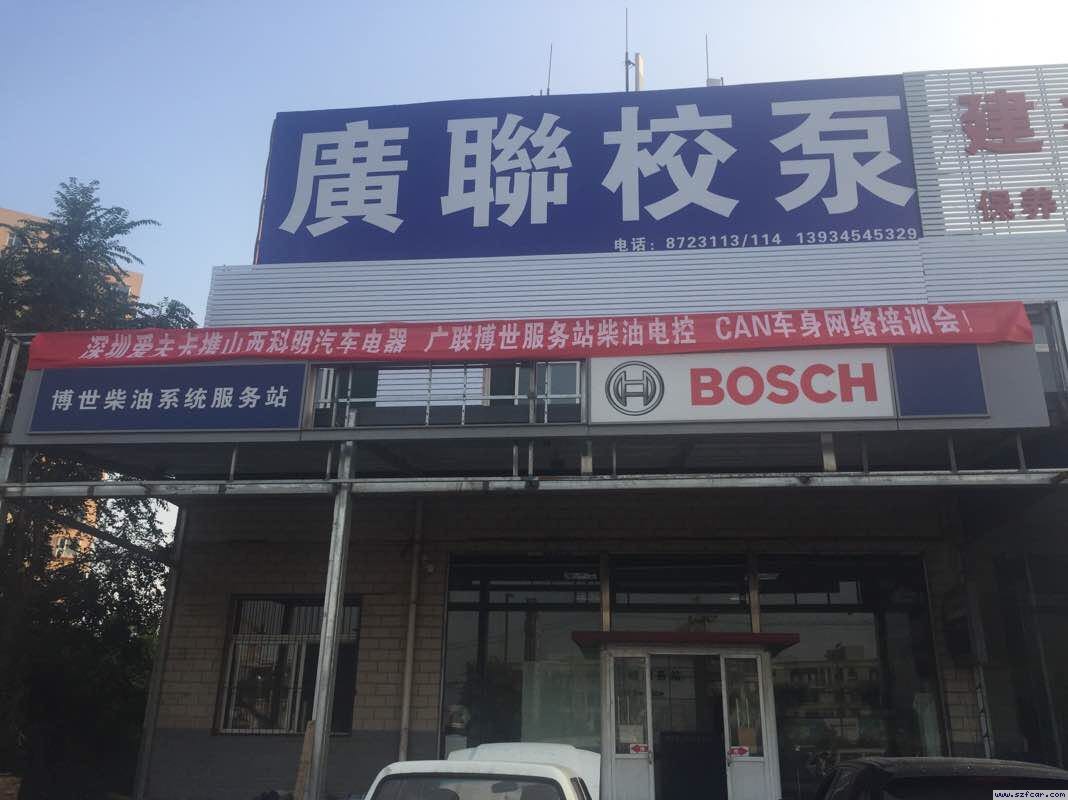 廣聯校泵
电话：8723113/114 13934545329
建
保养
深圳爱夫卡携山西科明汽车电器 广联博世服务站柴油电控 CAN车身网络培训会！
博世柴油系统服务站
BOSCH
www.szfcar.com